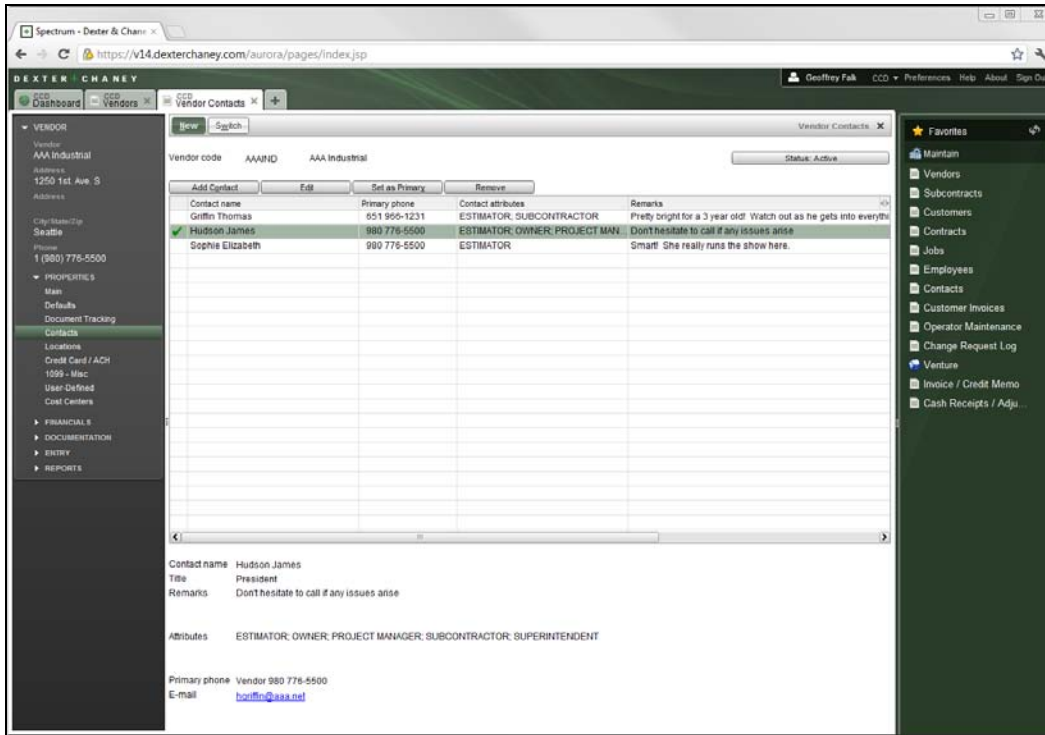 Spectrum - Dexter & Chane
https://v14.dexterchaney.com/aurora/pages/index.jsp
DEXTER + CHANEY
Geoffrey Falk CCD Preferences Help About Sign Ou
CCD Dashboard CCD Vendors CCD Vendor Contacts
VENDOR
Vendor
AAA Industrial
Address
1250 1st. Ave. S
Address
City/State/Zip
Seattle
Phone
1 (980) 776-5500
PROPERTIES
Main
Defaults
Document Tracking
Contacts
Locations
Credit Card / ACH
1099 - Misc
User-Defined
Cost Centers
FINANCIALS
DOCUMENTATION
ENTRY
REPORTS
New Switch Vendor Contacts
Vendor code AAAIND AAA Industrial Status: Active
Add Contact Edit Set as Primary Remove
Contact name Primary phone Contact attributes Remarks
Griffin Thomas 651 966-1231 ESTIMATOR; SUBCONTRACTOR Pretty bright for a 3 year old! Watch out as he gets into everythi
Hudson James 980 776-5500 ESTIMATOR; OWNER; PROJECT MAN... Don't hesitate to call if any issues arise
Sophie Elizabeth 980 776-5500 ESTIMATOR Smart! She really runs the show here.
Contact name Hudson James
Title President
Remarks Don't hesitate to call if any issues arise
Attributes ESTIMATOR; OWNER; PROJECT MANAGER; SUBCONTRACTOR; SUPERINTENDENT
Primary phone Vendor 980 776-5500
E-mail hgriffin@aaa.net
Favorites
Maintain
Vendors
Subcontracts
Customers
Contracts
Jobs
Employees
Contacts
Customer Invoices
Operator Maintenance
Change Request Log
Venture
Invoice / Credit Memo
Cash Receipts / Adju...